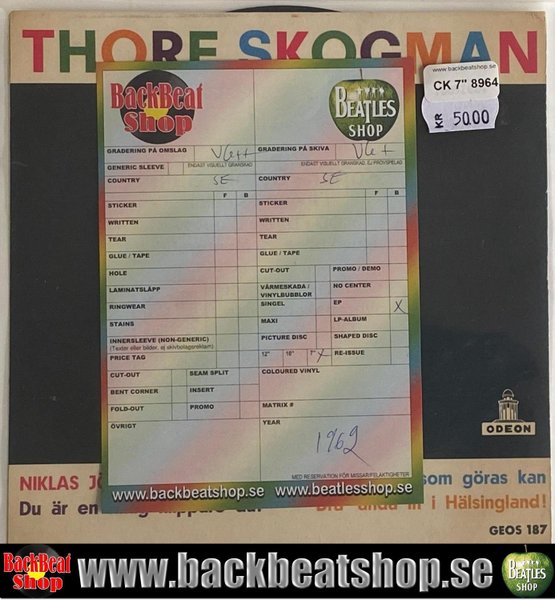 THORE SKOGMAN
www.backbeatshop.se
CK 7" 8964
KR 50.00
BackBeat Shop
BEATLES SHOP
GRADERING PÅ OMSLAG VG++
GRADERING PÅ SKIVA VG+
GENERIC SLEEVE
ENDAST VISUELLT GRANSKAD
ENDAST VISUELLT GRANSKAD, EJ PROVSPELAD
COUNTRY SE
COUNTRY SE
F B
F B
STICKER
STICKER
WRITTEN
WRITTEN
TEAR
TEAR
GLUE / TAPE
GLUE / TAPE
HOLE
CUT-OUT
PROMO / DEMO
LAMINATSLÄPP
VÄRMESKADA / VINYLBUBBLOR
NO CENTER
RINGWEAR
SINGEL
EP X
STAINS
MAXI
LP-ALBUM
INNERSLEEVE (NON-GENERIC)
(Texter eller bilder, ej skivbolagsreklam)
PICTURE DISC
SHAPED DISC
PRICE TAG
12" 10" 7" X
RE-ISSUE
CUT-OUT
SEAM SPLIT
COLOURED VINYL
BENT CORNER
INSERT
FOLD-OUT
PROMO
MATRIX #
ÖVRIGT
YEAR
1962
MED RESERVATION FÖR MISSAR/FELAKTIGHETER
www.backbeatshop.se
www.beatlesshop.se
ODEON
NIKLAS som göras kan
Du är en i Hälsingland!
GEOS 187
BackBeat Shop
www.backbeatshop.se
BEATLES SHOP